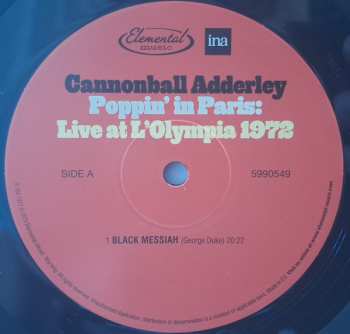 Elemental
music
ina
Cannonball Adderley
Poppin' in Paris:
Live at L'Olympia 1972
SIDE A
5990549
1 BLACK MESSIAH (George Duke) 20:22